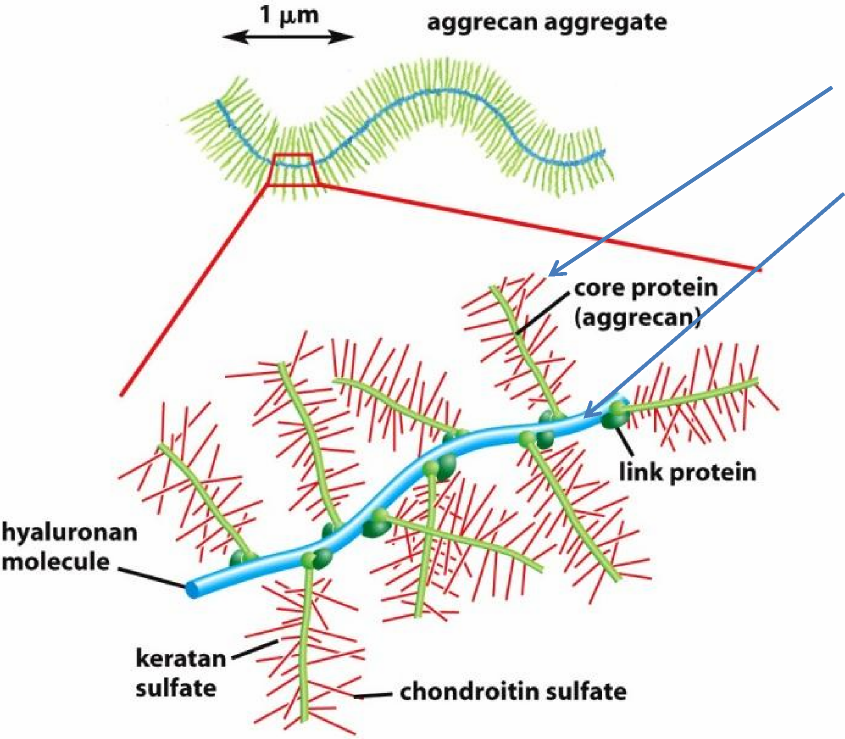 1 μm
aggrecan aggregate
core protein
(aggrecan)
link protein
hyaluronan
molecule
keratan
sulfate
chondroitin sulfate